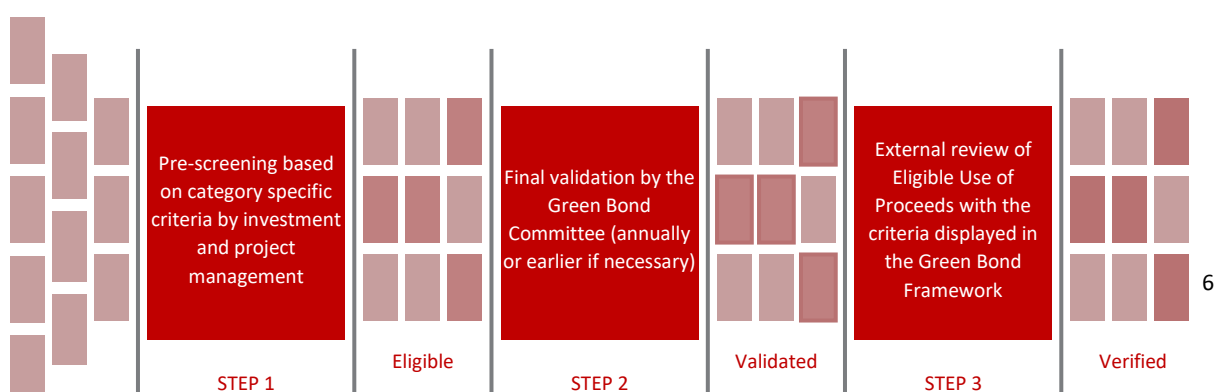 Pre-screening based
on category specific
criteria by investment
and project
management
STEP 1
Eligible
Final validation by the
Green Bond
Committee (annually
or earlier if necessary)
STEP 2
Validated
External review of
Eligible Use of
Proceeds with the
criteria displayed in
the Green Bond
Framework
STEP 3
Verified
6